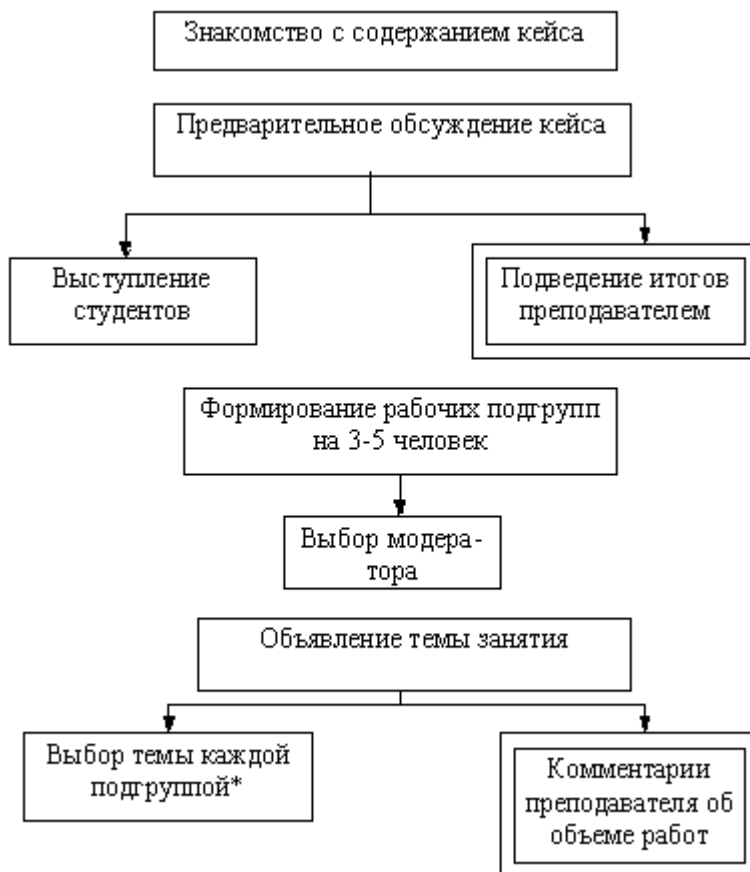 Знакомство с содержанием кейса
Предварительное обсуждение кейса
Выступление
студентов
Подведение итогов
преподавателем
Формирование рабочих подгрупп
на 3-5 человек
Выбор модера-
тора
Объявление темы занятия
Выбор темы каждой
подгруппой*
Комментарии
преподавателя об
объеме работ